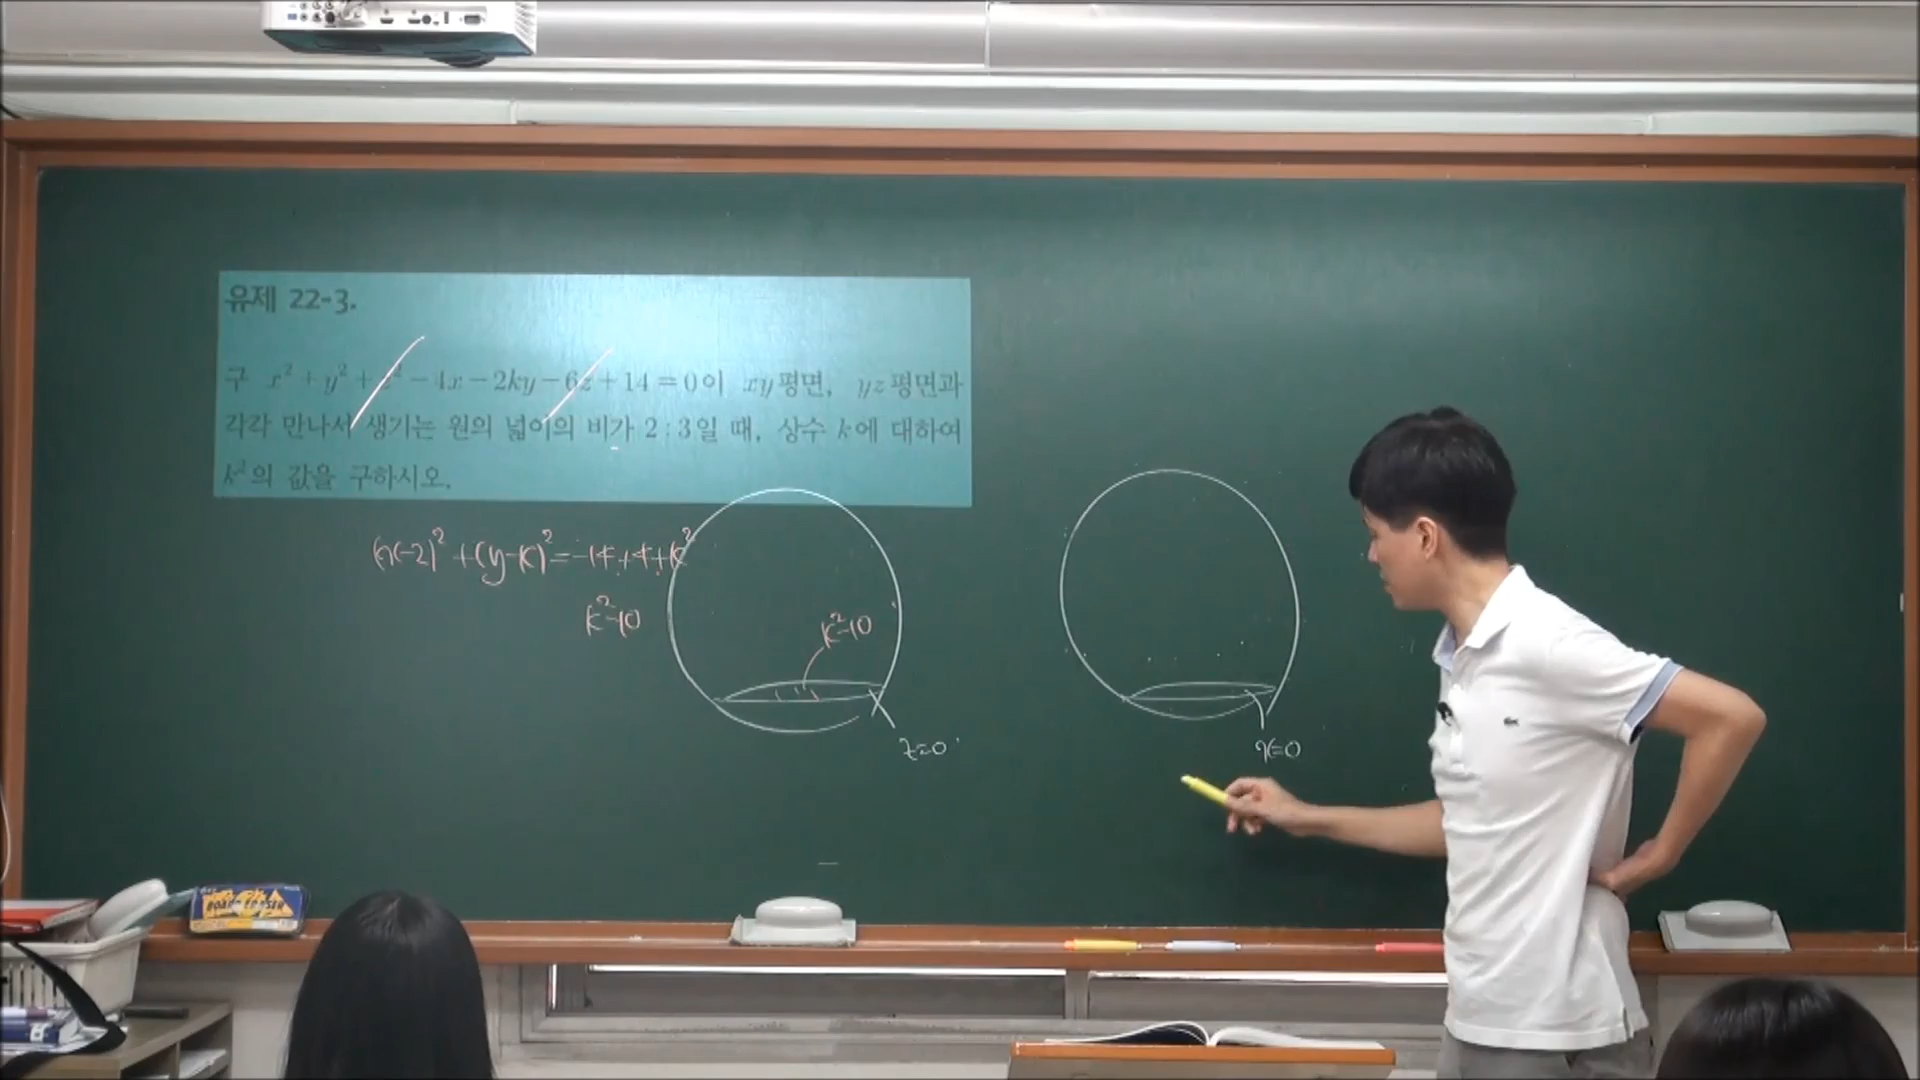 유제 22-3.
구 x² + y² + z² − 4x − 2ky − 6z + 14 = 0이 xy평면, yz평면과
각각 만나서 생기는 원의 넓이의 비가 2 : 3일 때, 상수 k에 대하여
의 값을 구하시오.
(x-2)² + (y-k)² = -14+4+k²
k²-10
k²-10
z=0
x=0
BOARD ERASER